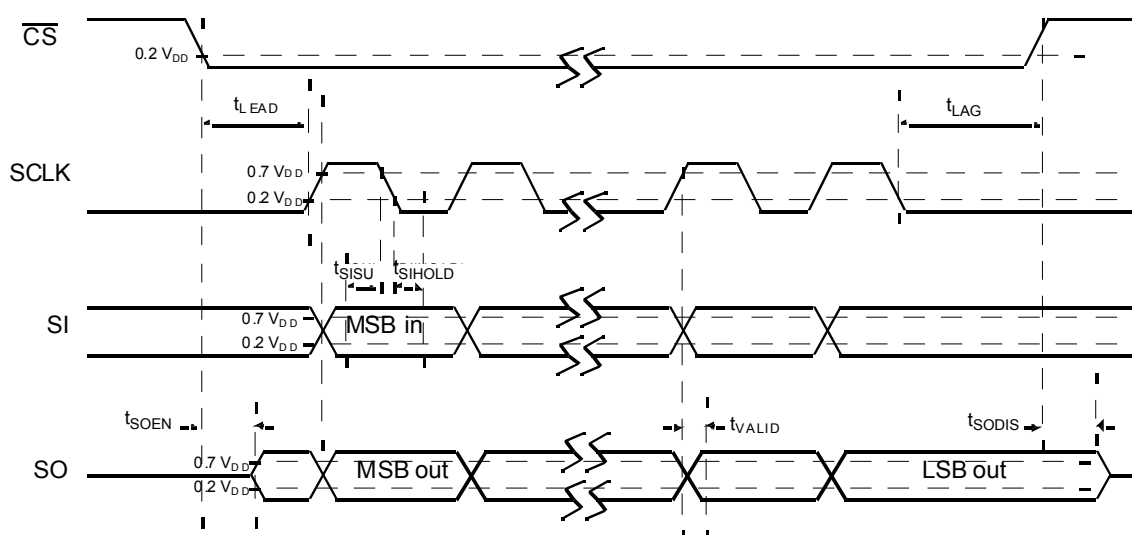 CS
0.2 VDD
tLEAD
tLAG
SCLK
0.7 VDD
0.2 VDD
tSISU
tSIHOLD
SI
0.7 VDD
MSB in
0.2 VDD
tSOEN
tVALID
tSODIS
SO
0.7 VDD
MSB out
LSB out
0.2 VDD